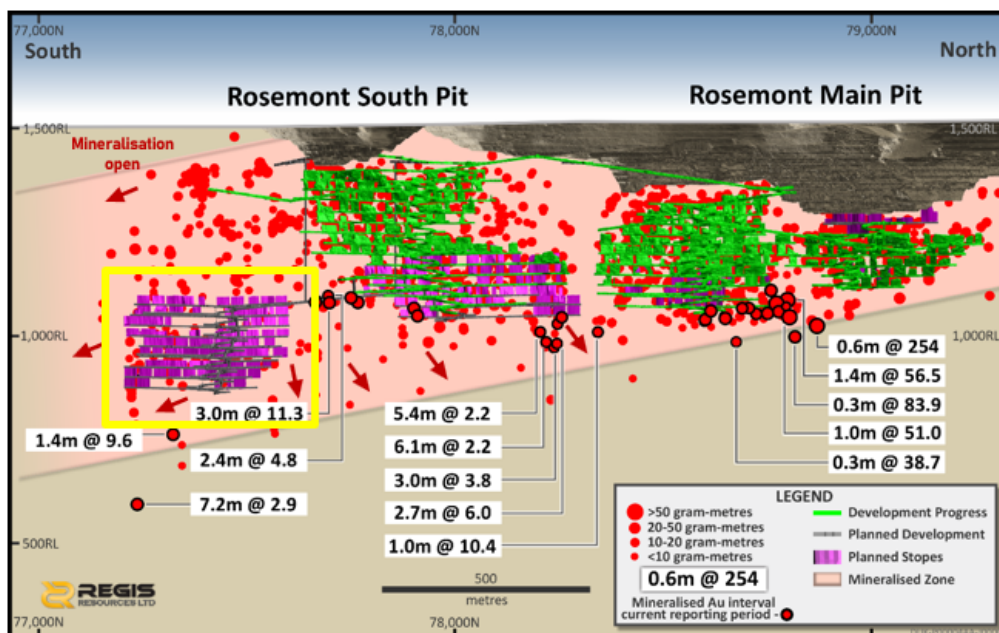 77,000N 78,000N 79,000N
South North
Rosemont South Pit Rosemont Main Pit
1,500RL 1,500RL
Mineralisation
open
1,000RL 1,000RL
0.6m @ 254
3.0m @ 11.3 5.4m @ 2.2 1.4m @ 56.5
1.4m @ 9.6 6.1m @ 2.2 0.3m @ 83.9
2.4m @ 4.8 3.0m @ 3.8 1.0m @ 51.0
7.2m @ 2.9 2.7m @ 6.0 0.3m @ 38.7
1.0m @ 10.4
500RL
LEGEND
>50 gram-metres
20-50 gram-metres
10-20 gram-metres
<10 gram-metres
0.6m @ 254
Mineralised Au interval
current reporting period -
Development Progress
Planned Development
Planned Stopes
Mineralised Zone
500
metres
REGIS
RESOURCES LTD
77,000N 78,000N